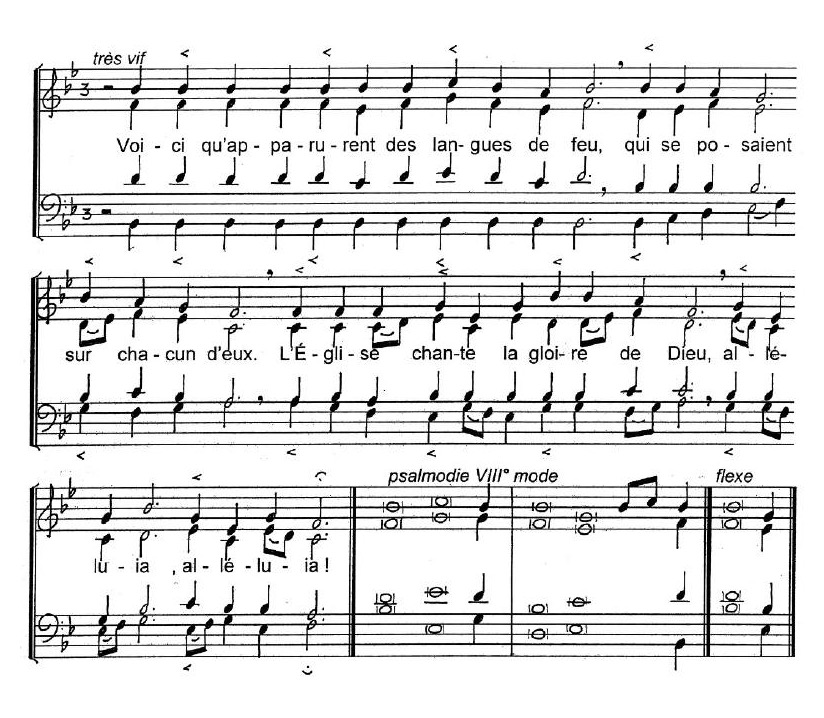 très vif
Voi - ci qu'ap - pa - ru - rent des lan - gues de feu, qui se po - saient
sur cha - cun d'eux. L'É - gli - se chan - te la gloi - re de Dieu, al - lé-
psalmodie VIII° mode flexe
lu - ia , al - lé - lu - ia !